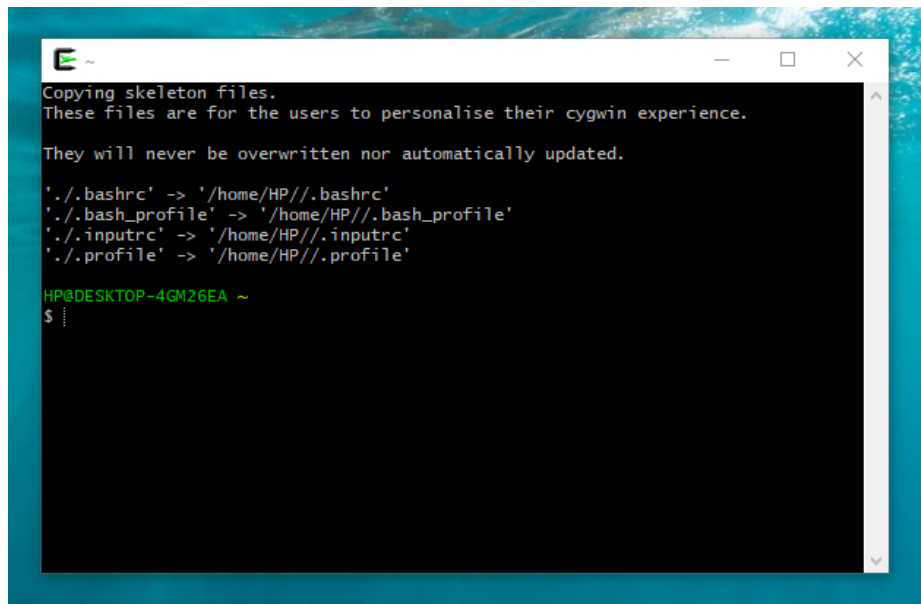 ~
Copying skeleton files.
These files are for the users to personalise their cygwin experience.
They will never be overwritten nor automatically updated.
'./.bashrc' -> '/home/HP//.bashrc'
'./.bash_profile' -> '/home/HP//.bash_profile'
'./.inputrc' -> '/home/HP//.inputrc'
'./.profile' -> '/home/HP//.profile'
HP@DESKTOP-4GM26EA ~
$